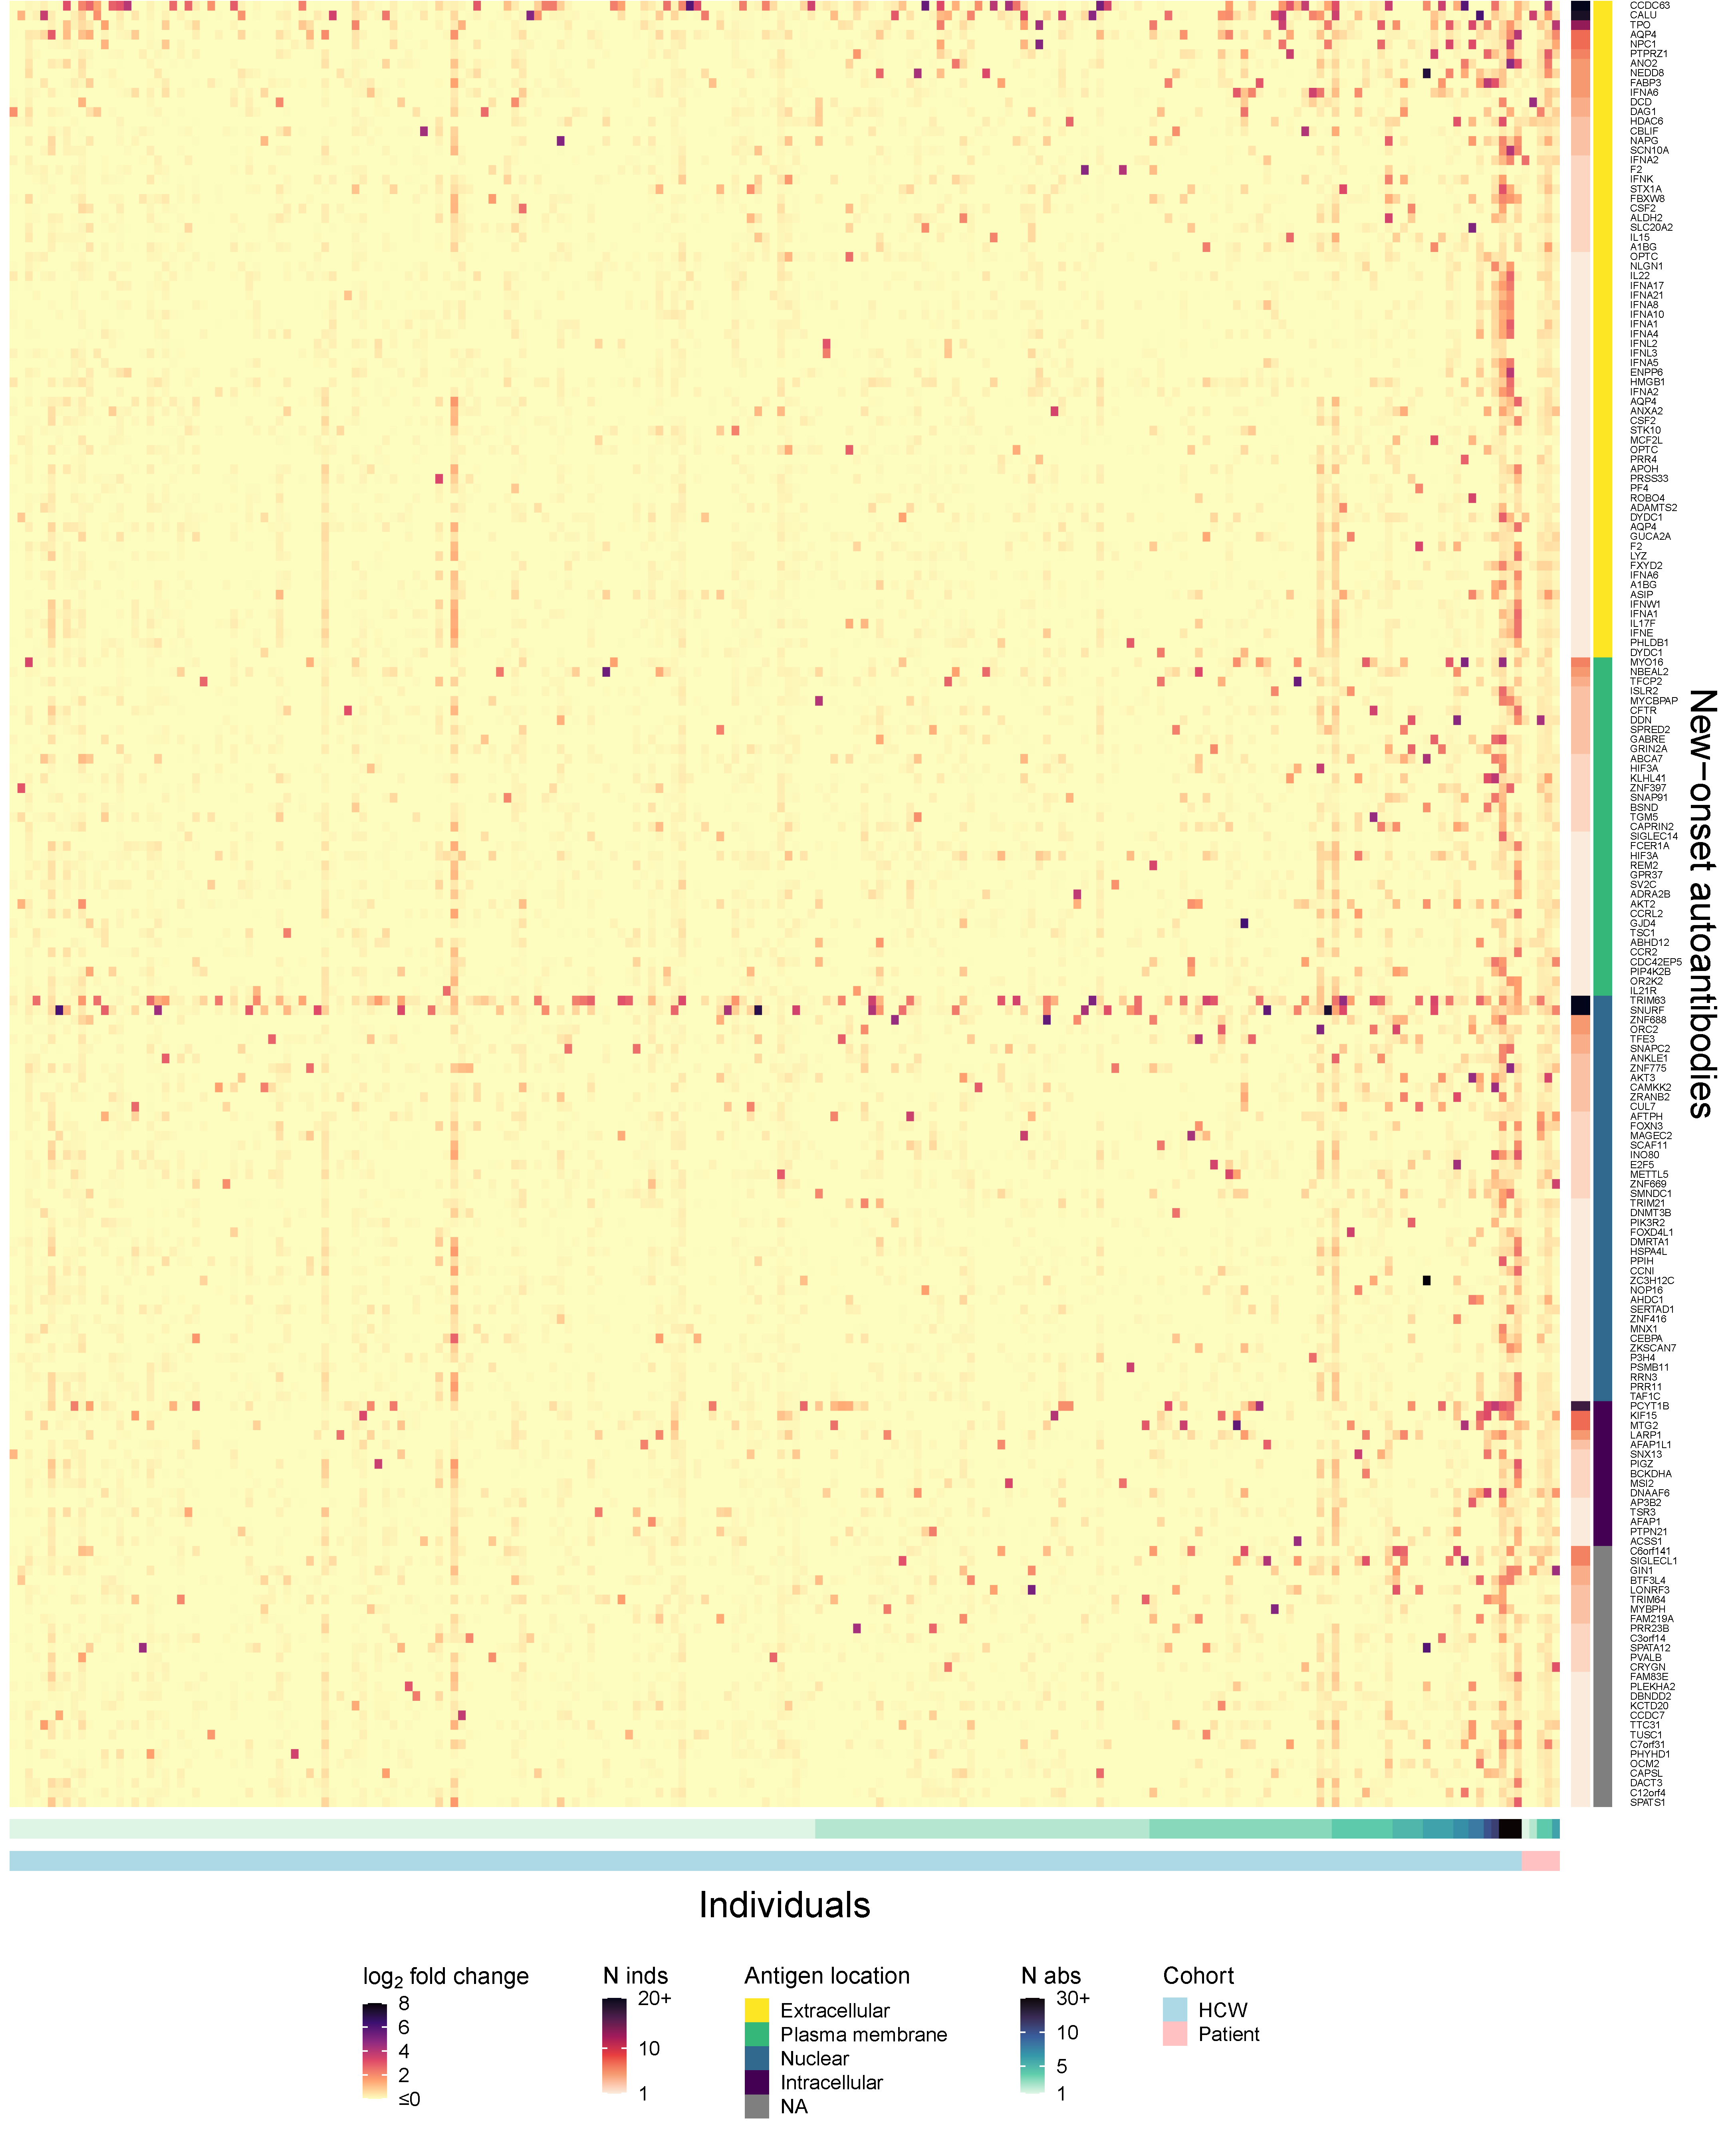 CCDC63
CALU
TPO
AQP4
NPC1
PTPRZ1
ANO2
NEDD8
FABP3
IFNA6
DCD
DAG1
HDAC6
CBLIF
NAPG
SCN10A
IFNA2
F2
IFNK
STX1A
FBXW8
CSF2
ALDH2
SLC20A2
IL15
A1BG
OPTC
NLGN1
IL22
IFNA17
IFNA21
IFNA8
IFNA10
IFNA1
IFNA4
IFNL2
IFNL3
IFNA5
ENPP6
HMGB1
IFNA2
AQP4
ANXA2
CSF2
STK10
MCF2L
OPTC
PRR4
APOH
PRSS33
PF4
ROBO4
ADAMTS2
DYDC1
AQP4
GUCA2A
F2
LYZ
FXYD2
IFNA6
A1BG
ASIP
IFNW1
IFNA1
IL17F
IFNE
PHLDB1
DYDC1
MYO16
NBEAL2
TFCP2
ISLR2
MYCBPAP
CFTR
DDN
SPRED2
GABRE
GRIN2A
ABCA7
HIF3A
KLHL41
ZNF397
SNAP91
BSND
TGM5
CAPRIN2
SIGLEC14
FCER1A
HIF3A
REM2
GPR37
SV2C
ADRA2B
AKT2
CCRL2
GJD4
TSC1
ABHD12
CCR2
CDC42EP5
PIP4K2B
OR2K2
IL21R
TRIM63
SNURF
ZNF688
ORC2
TFE3
SNAPC2
ANKLE1
ZNF775
AKT3
CAMKK2
ZRANB2
CUL7
AFTPH
FOXN3
MAGEC2
SCAF11
INO80
E2F5
METTL5
ZNF669
SMNDC1
TRIM21
DNMT3B
PIK3R2
FOXD4L1
DMRTA1
HSPA4L
PPIH
CCNI
ZC3H12C
NOP16
AHDC1
SERTAD1
ZNF416
MNX1
CEBPA
ZKSCAN7
P3H4
PSMB11
RRN3
PRR11
TAF1C
PCYT1B
KIF15
MTG2
LARP1
AFAP1L1
SNX13
PIGZ
BCKDHA
MSI2
DNAAF6
AP3B2
TSR3
AFAP1
PTPN21
ACSS1
C6orf141
SIGLECL1
GIN1
BTF3L4
LONRF3
TRIM64
MYBPH
FAM219A
PRR23B
C3orf14
SPATA12
PVALB
CRYGN
FAM83E
PLEKHA2
DBNDD2
KCTD20
CCDC7
TTC31
TUSC1
C7orf31
PHYHD1
OCM2
CAPSL
DACT3
C12orf4
SPATS1
New−onset autoantibodies
Individuals
log2 fold change
8
6
4
2
≤0
N inds
20+
10
1
Antigen location
Extracellular
Plasma membrane
Nuclear
Intracellular
NA
N abs
30+
10
5
1
Cohort
HCW
Patient